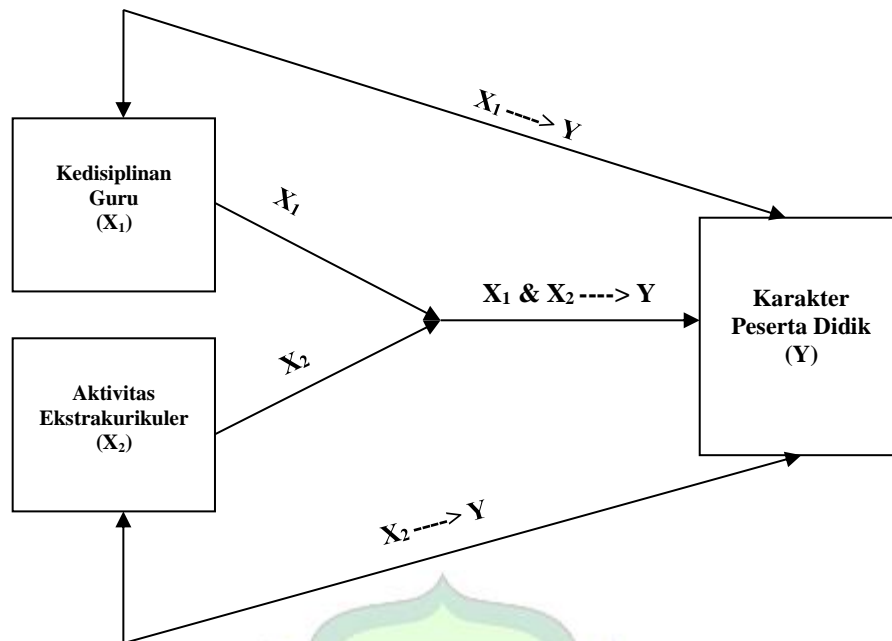 X₁ ----> Y
Kedisiplinan
Guru
(X₁)
X₁
X₁ & X₂ ----> Y
Karakter
Peserta Didik
(Y)
X₂
Aktivitas
Ekstrakurikuler
(X₂)
X₂ ----> Y